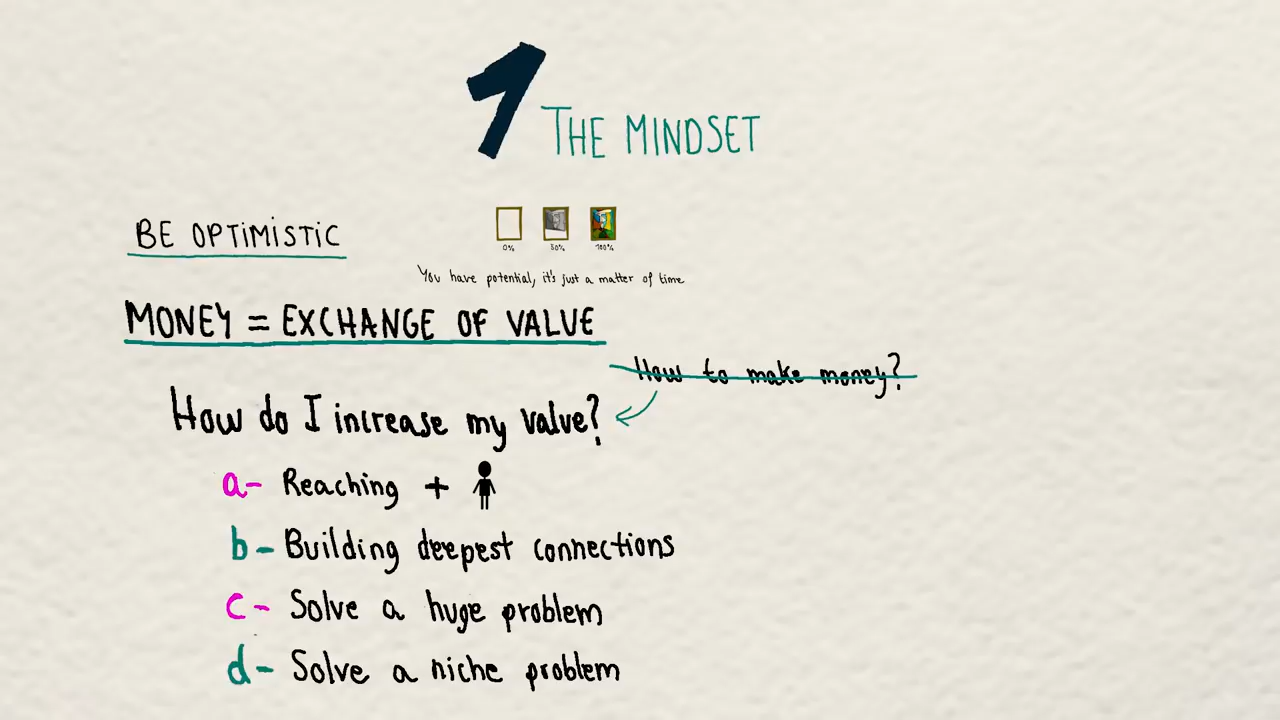 1 THE MINDSET
BE OPTIMISTIC
0% 50% 100%
You have potential, it's just a matter of time
MONEY = EXCHANGE OF VALUE
How to make money?
How do I increase my value?
a- Reaching +
b- Building deepest connections
c- Solve a huge problem
d- Solve a niche problem